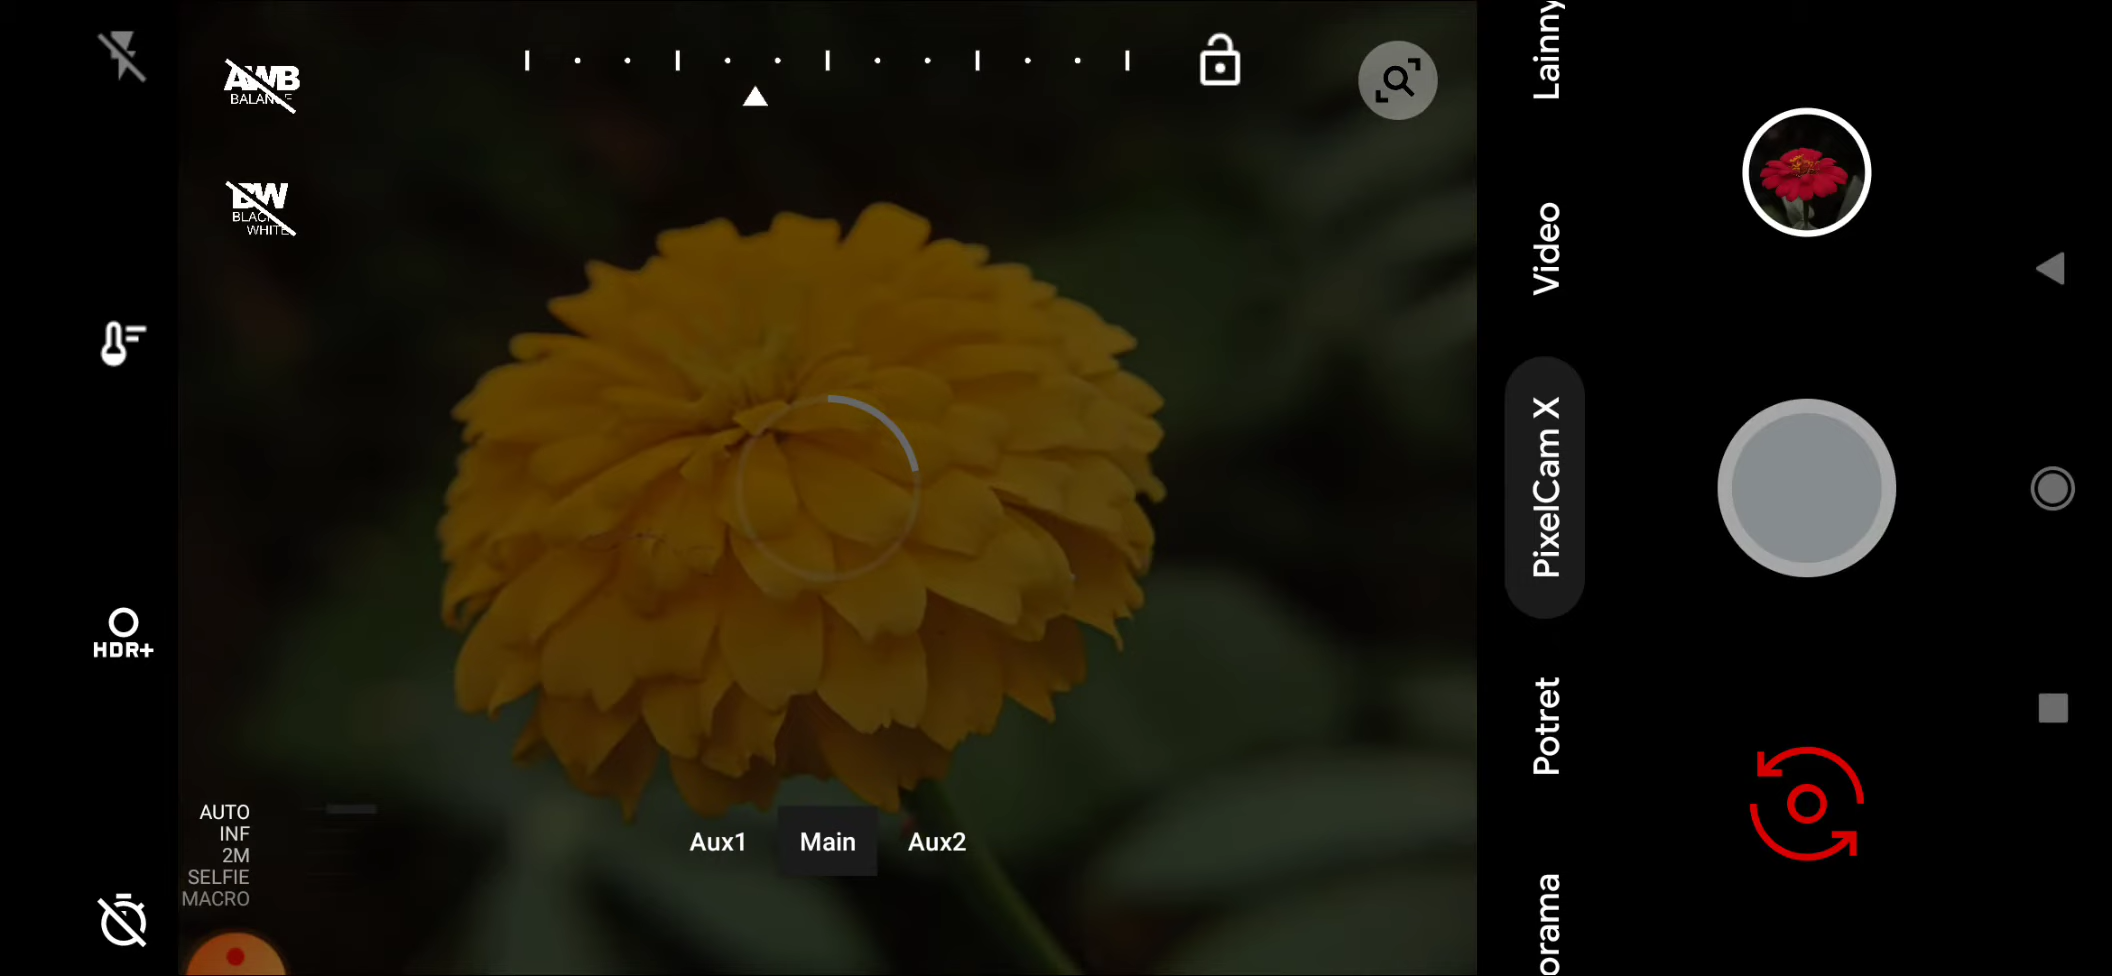 AWB
BALANCE
BW
BLACK
WHITE
HDR+
AUTO
INF
2M
SELFIE
MACRO
Aux1 Main Aux2
Lainny
Video
PixelCam X
Potret
orama